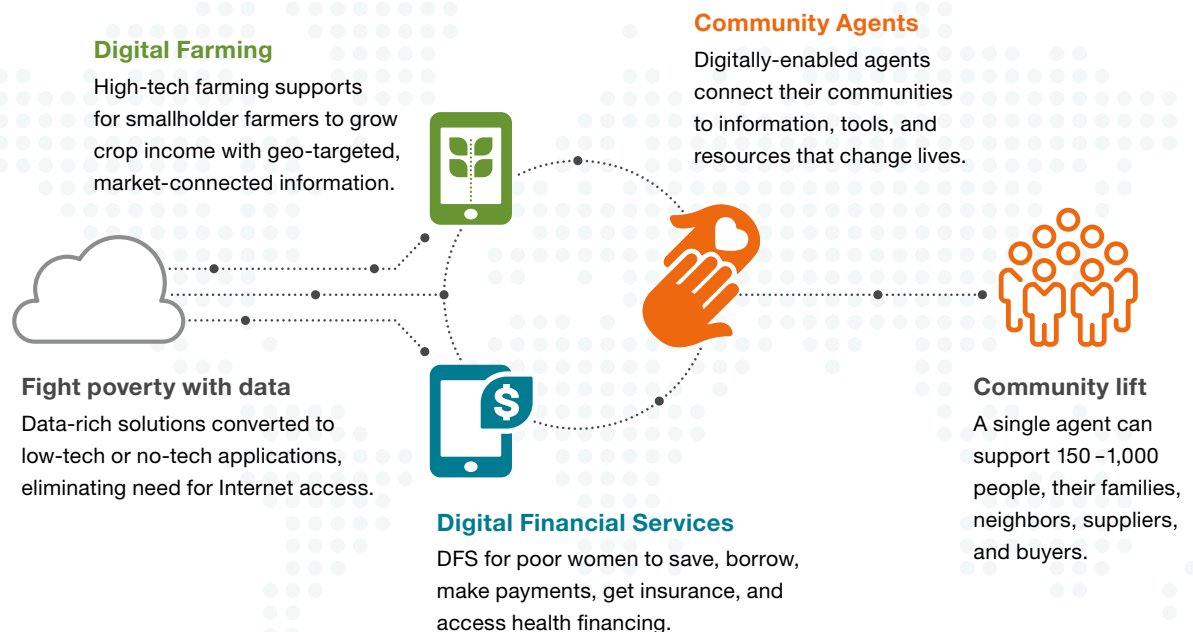 Digital Farming
High-tech farming supports
for smallholder farmers to grow
crop income with geo-targeted,
market-connected information.
Community Agents
Digitally-enabled agents
connect their communities
to information, tools, and
resources that change lives.
Fight poverty with data
Data-rich solutions converted to
low-tech or no-tech applications,
eliminating need for Internet access.
$
Digital Financial Services
DFS for poor women to save, borrow,
make payments, get insurance, and
access health financing.
Community lift
A single agent can
support 150–1,000
people, their families,
neighbors, suppliers,
and buyers.